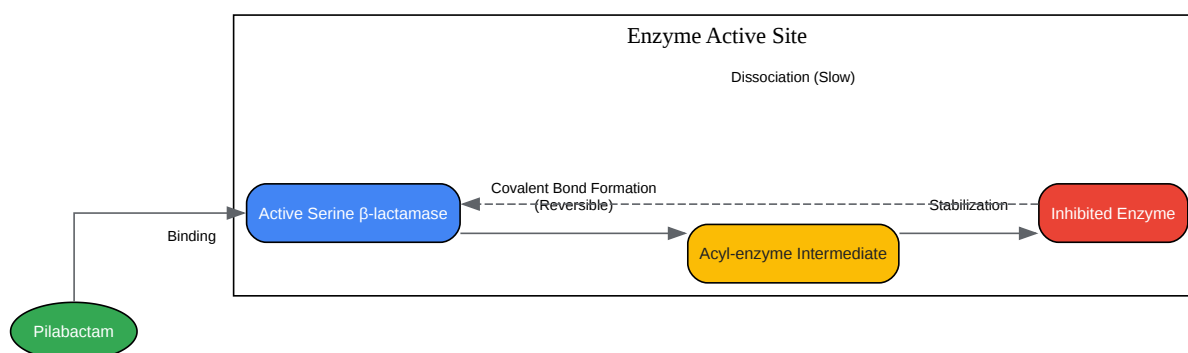 Enzyme Active Site
Dissociation (Slow)
Covalent Bond Formation
(Reversible)
Stabilization
Active Serine β-lactamase
Inhibited Enzyme
Binding
Acyl-enzyme Intermediate
Pilabactam